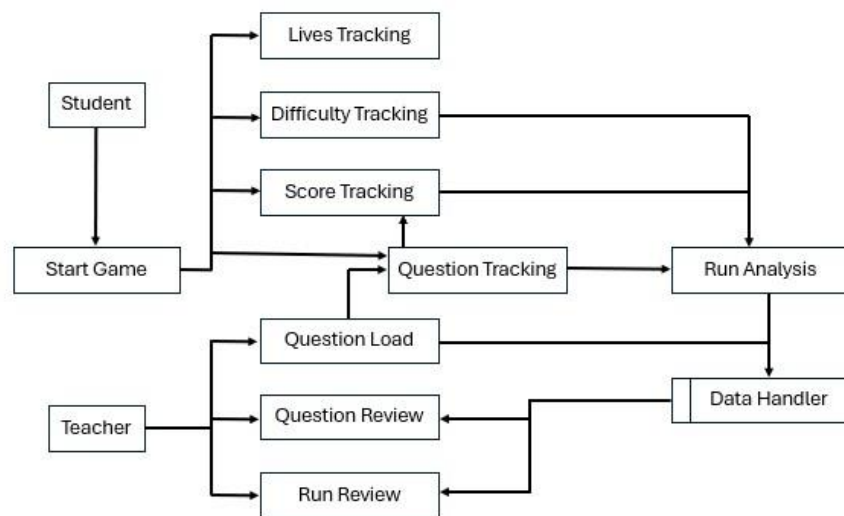 Lives Tracking
Student
Difficulty Tracking
Score Tracking
Start Game
Question Tracking
Run Analysis
Question Load
Data Handler
Teacher
Question Review
Run Review